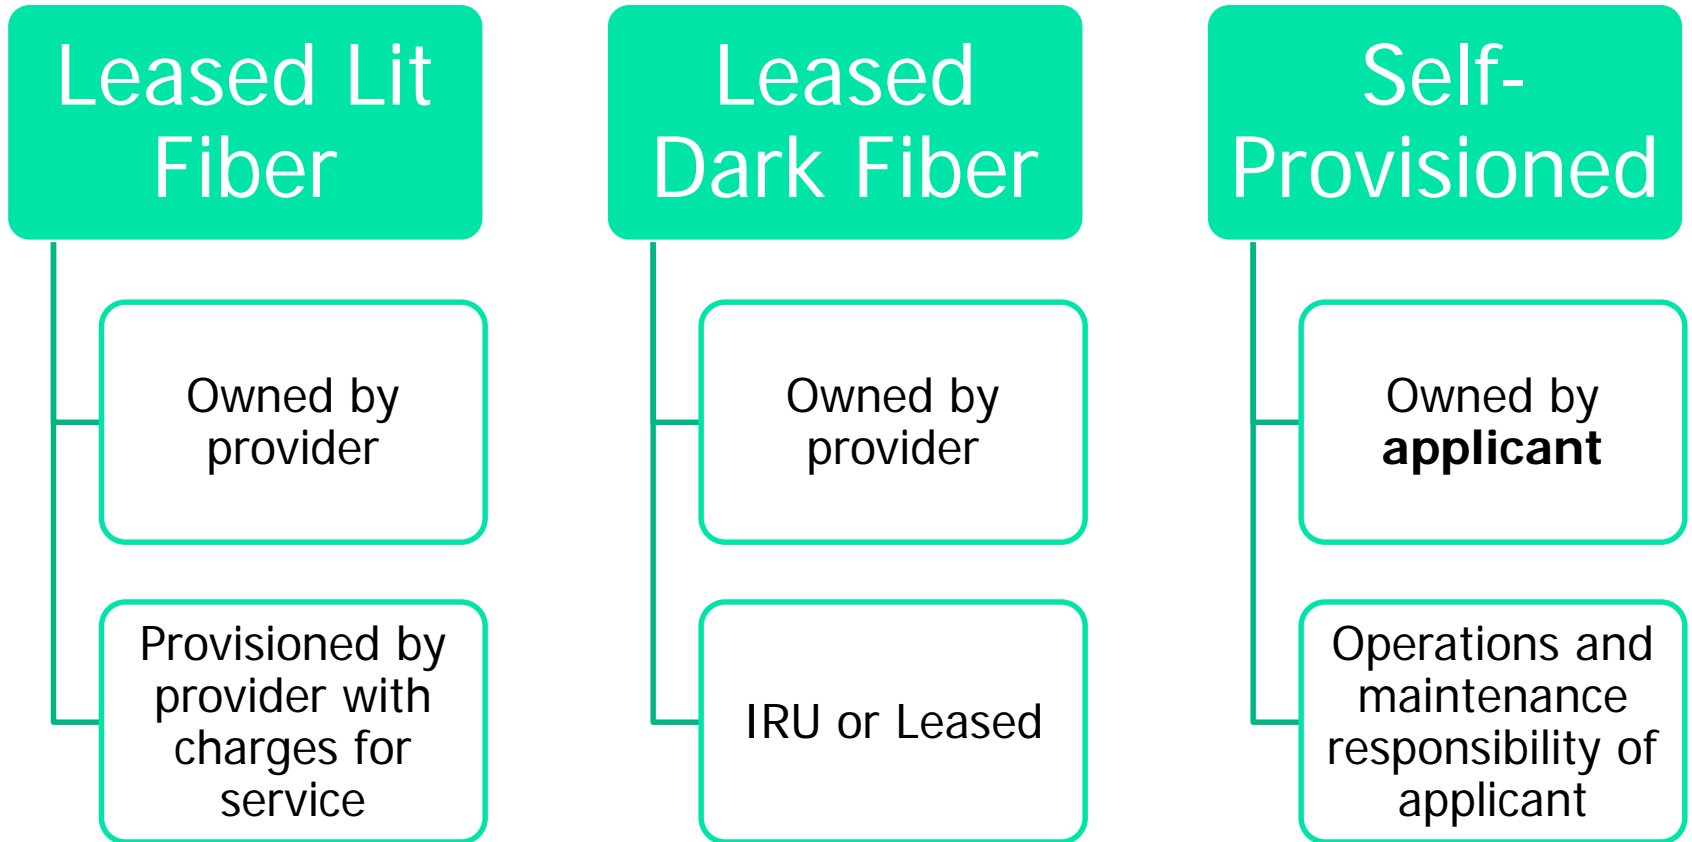 Leased Lit
Fiber
Owned by
provider
Provisioned by
provider with
charges for
service
Leased
Dark Fiber
Owned by
provider
IRU or Leased
Self-
Provisioned
Owned by
applicant
Operations and
maintenance
responsibility of
applicant